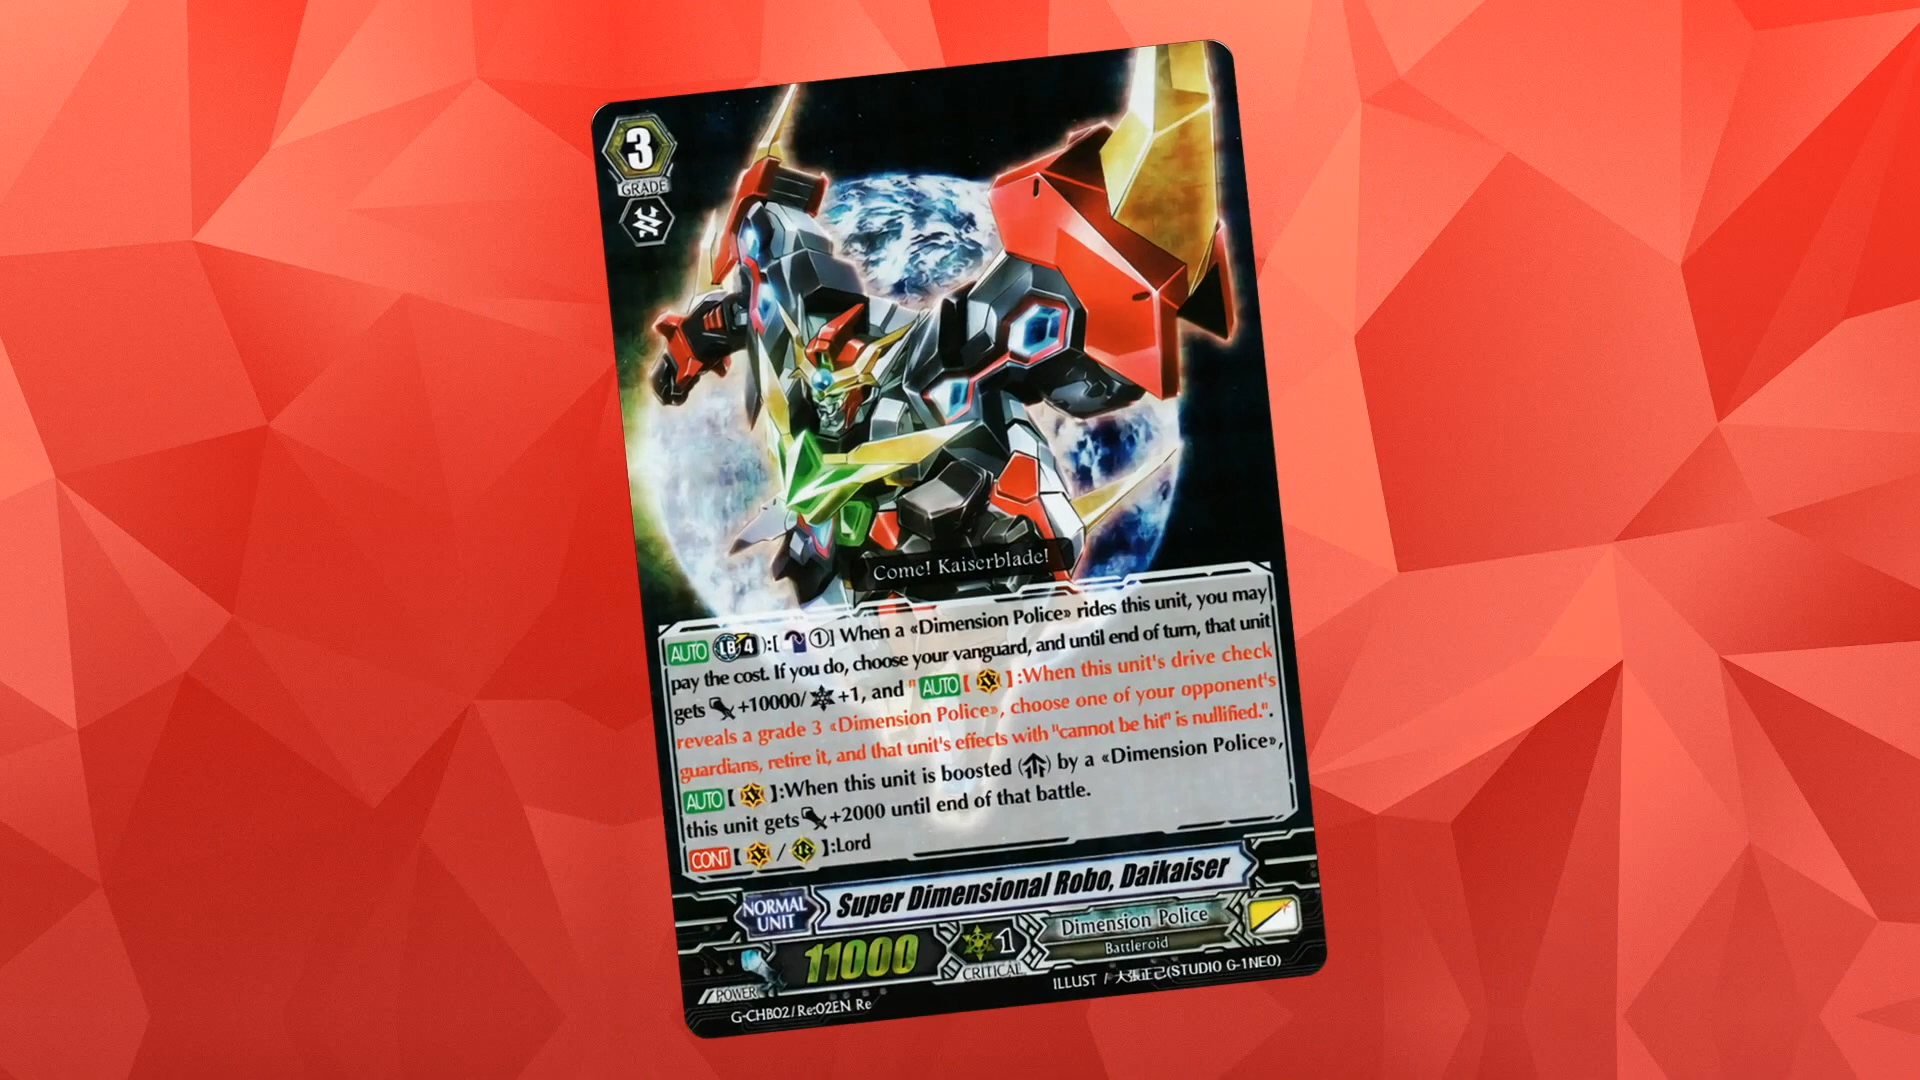 3
GRADE
Come! Kaiserblade!
AUTO (LB4):[①] When a «Dimension Police» rides this unit, you may
pay the cost. If you do, choose your vanguard, and until end of turn, that unit
gets +10000/ +1, and "AUTO【V】:When this unit's drive check
reveals a grade 3 «Dimension Police», choose one of your opponent's
guardians, retire it, and that unit's effects with "cannot be hit" is nullified.".
AUTO【V】:When this unit is boosted ( ) by a «Dimension Police»,
this unit gets +2000 until end of that battle.
CONT【V/R】:Lord
NORMAL UNIT
Super Dimensional Robo, Daikaiser
11000
POWER
1
CRITICAL
Dimension Police
Battleroid
G-CHB02/Re:02EN Re
ILLUST / 大張正己(STUDIO G-1NEO)